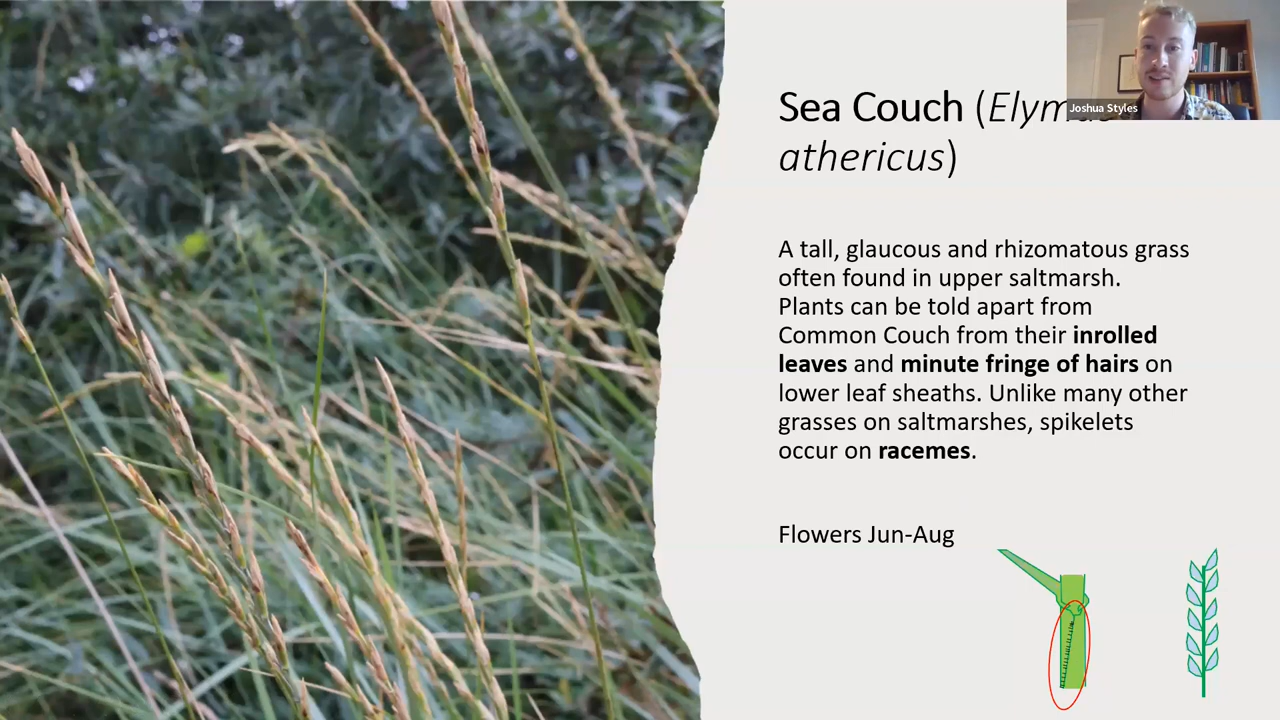 Sea Couch (Elym
athericus)
Joshua Styles
A tall, glaucous and rhizomatous grass
often found in upper saltmarsh.
Plants can be told apart from
Common Couch from their inrolled
leaves and minute fringe of hairs on
lower leaf sheaths. Unlike many other
grasses on saltmarshes, spikelets
occur on racemes.
Flowers Jun-Aug